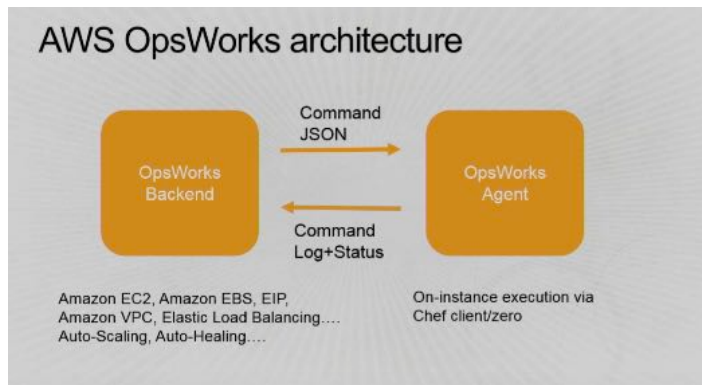 AWS OpsWorks architecture
Command
JSON
OpsWorks
Backend
OpsWorks
Agent
Command
Log+Status
Amazon EC2, Amazon EBS, EIP,
Amazon VPC, Elastic Load Balancing....
Auto-Scaling, Auto-Healing....
On-instance execution via
Chef client/zero